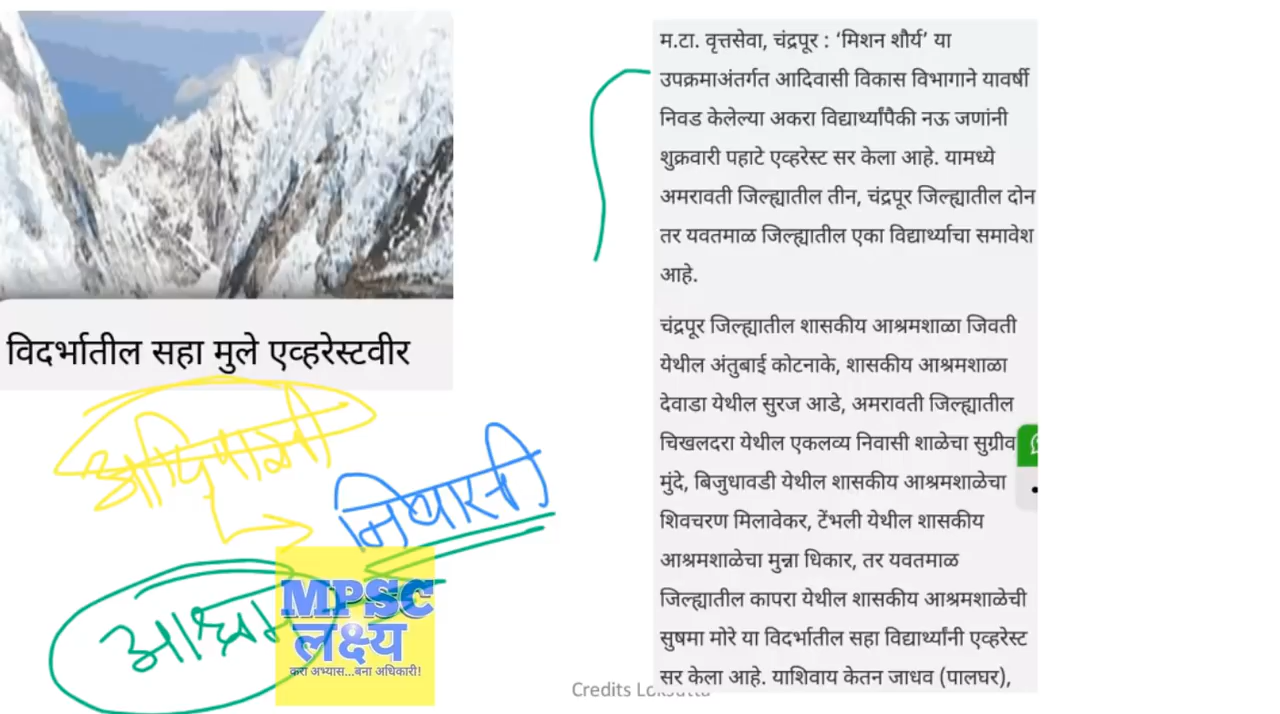 विदर्भातील सहा मुले एव्हरेस्टवीर
आदिवासी
निवासी
आश्रम
MPSC
लक्ष्य
करा अभ्यास...बना अधिकारी!
म.टा. वृत्तसेवा, चंद्रपूर : ‘मिशन शौर्य’ या
उपक्रमाअंतर्गत आदिवासी विकास विभागाने यावर्षी
निवड केलेल्या अकरा विद्यार्थ्यांपैकी नऊ जणांनी
शुक्रवारी पहाटे एव्हरेस्ट सर केला आहे. यामध्ये
अमरावती जिल्ह्यातील तीन, चंद्रपूर जिल्ह्यातील दोन
तर यवतमाळ जिल्ह्यातील एका विद्यार्थ्याचा समावेश
आहे.
चंद्रपूर जिल्ह्यातील शासकीय आश्रमशाळा जिवती
येथील अंतुबाई कोटनाके, शासकीय आश्रमशाळा
देवाडा येथील सुरज आडे, अमरावती जिल्ह्यातील
चिखलदरा येथील एकलव्य निवासी शाळेचा सुग्रीव
मुंदे, बिजुधावडी येथील शासकीय आश्रमशाळेचा
शिवचरण मिलावेकर, टेंभली येथील शासकीय
आश्रमशाळेचा मुन्ना धिकार, तर यवतमाळ
जिल्ह्यातील कापरा येथील शासकीय आश्रमशाळेची
सुषमा मोरे या विदर्भातील सहा विद्यार्थ्यांनी एव्हरेस्ट
सर केला आहे. याशिवाय केतन जाधव (पालघर),
Credits Loksatta